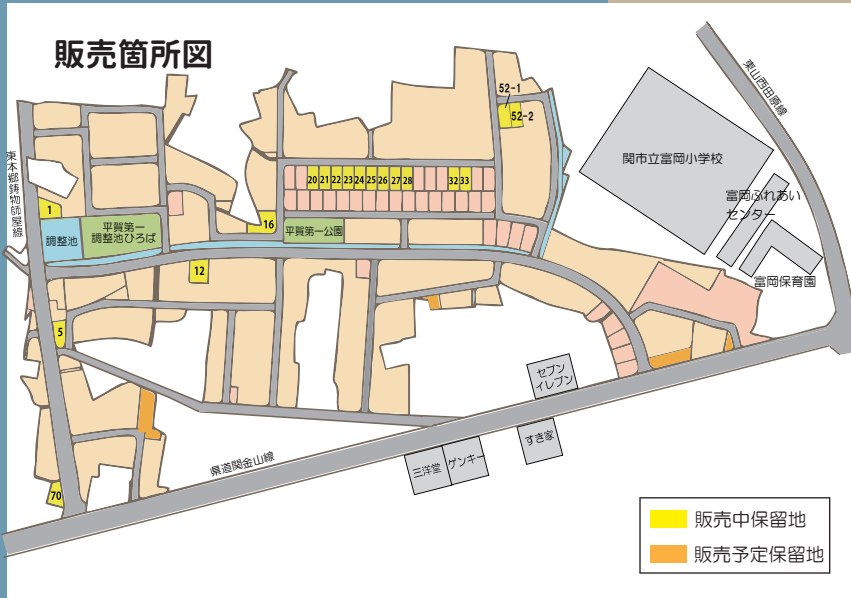 販売箇所図
東山西田原線
52-1
52-2
関市立富岡小学校
東本郷鋳物師屋線
20 21 22 23 24 25 26 27 28
32 33
富岡ふれあい
センター
1
16
平賀第一
調整池ひろば
平賀第一公園
調整池
12
富岡保育園
5
セブン
イレブン
すき家
三洋堂
ゲンキー
県道関金山線
70
販売中保留地
販売予定保留地